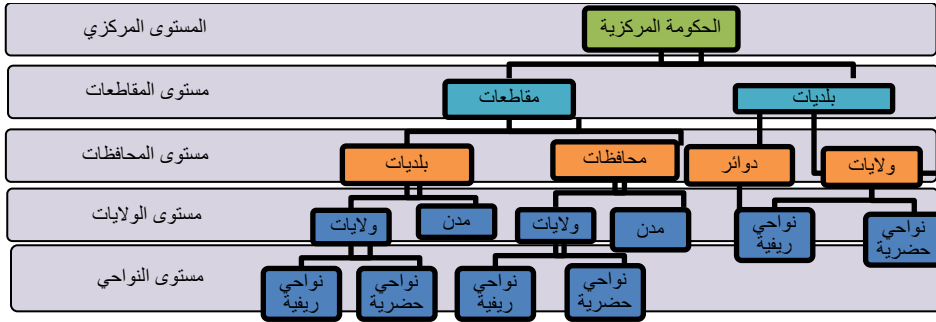 المستوى المركزي
الحكومة المركزية
مستوى المقاطعات
مقاطعات
بلديات
مستوى المحافظات
بلديات
محافظات
دوائر
ولايات
مستوى الولايات
ولايات
مدن
ولايات
مدن
نواحي
ريفية
نواحي
حضرية
مستوى النواحي
نواحي
ريفية
نواحي
حضرية
نواحي
ريفية
نواحي
حضرية